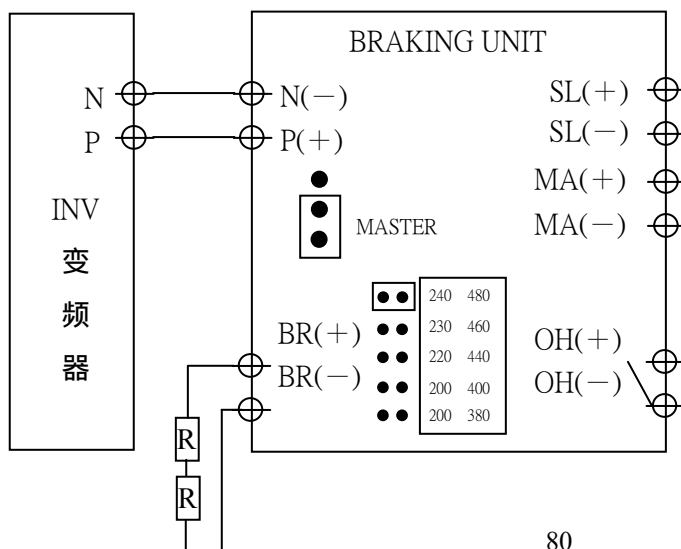 BRAKING UNIT
N
N(－)
SL(+)
P
P(+)
SL(－)
MA(+)
INV
MASTER
MA(－)
变
频
器
240 480
230 460
BR(+)
220 440
OH(+)
BR(－)
200 400
OH(－)
200 380
R
R
80